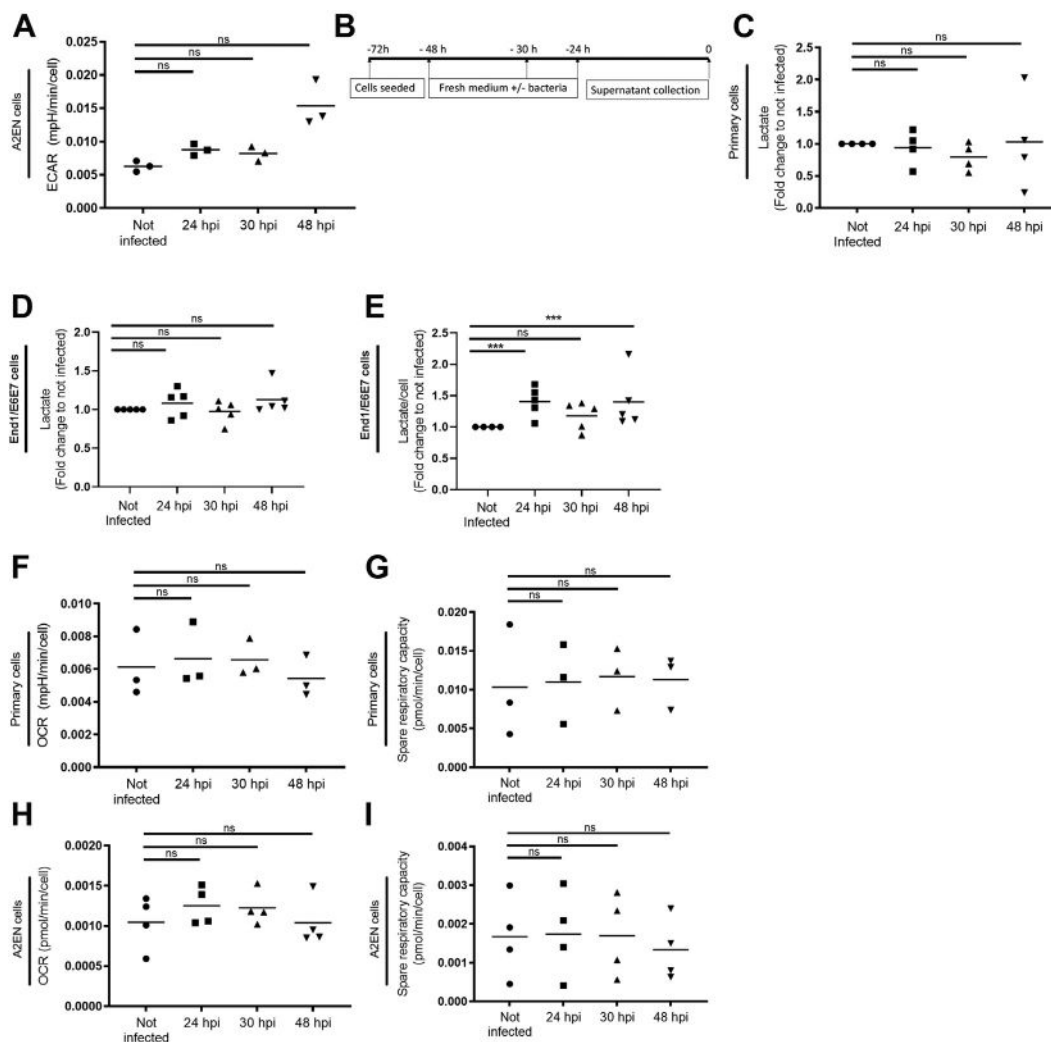 A
A2EN cells
ECAR (mpH/min/cell)
0.025
0.020
0.015
0.010
0.005
0.000
ns
ns
ns
Not infected
24 hpi
30 hpi
48 hpi
B
-72h
- 48 h
-30 h
-24 h
0
Cells seeded
Fresh medium +/- bacteria
Supernatant collection
C
Primary cells
Lactate
(Fold change to not infected)
2.5
2.0
1.5
1.0
0.5
0.0
ns
ns
ns
Not Infected
24 hpi
30 hpi
48 hpi
D
End1/E6E7 cells
Lactate
(Fold change to not infected)
2.0
1.5
1.0
0.5
0.0
ns
ns
ns
Not Infected
24 hpi
30 hpi
48 hpi
E
End1/E6E7 cells
Lactate/cell
(Fold change to not infected)
2.5
2.0
1.5
1.0
0.5
0.0
***
ns
***
Not Infected
24 hpi
30 hpi
48 hpi
F
Primary cells
OCR (mpH/min/cell)
0.010
0.008
0.006
0.004
0.002
0.000
ns
ns
ns
Not infected
24 hpi
30 hpi
48 hpi
G
Primary cells
Spare respiratory capacity
(pmol/min/cell)
0.020
0.015
0.010
0.005
0.000
ns
ns
ns
Not infected
24 hpi
30 hpi
48 hpi
H
A2EN cells
OCR (pmol/min/cell)
0.0020
0.0015
0.0010
0.0005
0.0000
ns
ns
ns
Not infected
24 hpi
30 hpi
48 hpi
I
A2EN cells
Spare respiratory capacity
(pmol/min/cell)
0.004
0.003
0.002
0.001
0.000
ns
ns
ns
Not infected
24 hpi
30 hpi
48 hpi